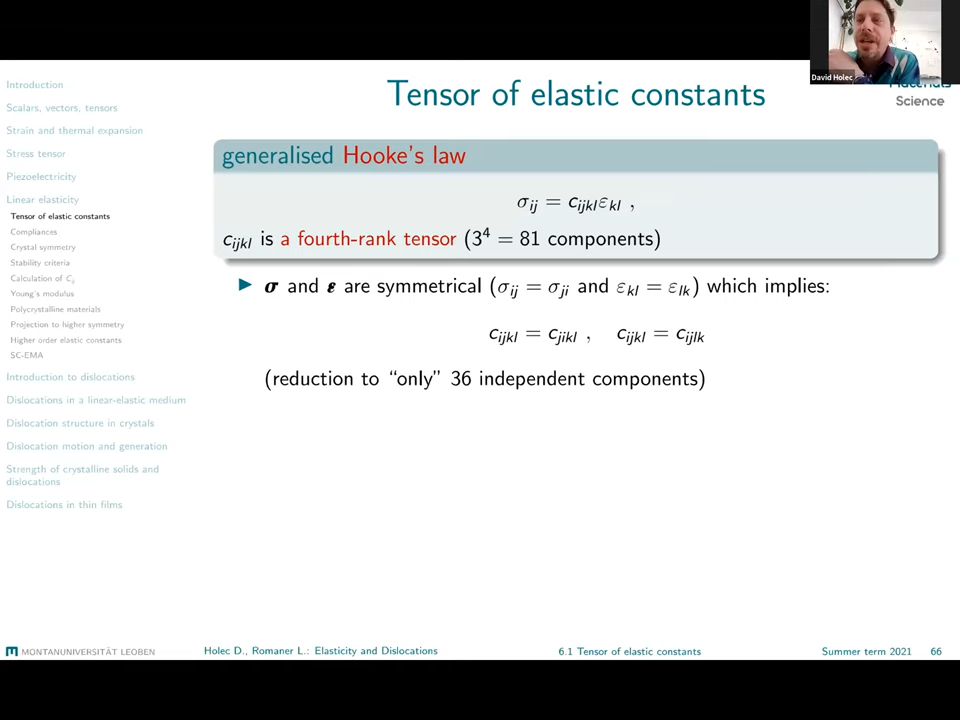 David Holec
Tensor of elastic constants
Materials
Science
Introduction
Scalars, vectors, tensors
Strain and thermal expansion
Stress tensor
Piezoelectricity
Linear elasticity
Tensor of elastic constants
Compliances
Crystal symmetry
Stability criteria
Calculation of C_ij
Young's modulus
Polycrystalline materials
Projection to higher symmetry
Higher order elastic constants
SC-EMA
Introduction to dislocations
Dislocations in a linear-elastic medium
Dislocation structure in crystals
Dislocation motion and generation
Strength of crystalline solids and
dislocations
Dislocations in thin films
generalised Hooke's law
σ_ij = c_ijkl ε_kl ,
c_ijkl is a fourth-rank tensor (3^4 = 81 components)
▶ σ and ε are symmetrical (σ_ij = σ_ji and ε_kl = ε_lk) which implies:
c_ijkl = c_jikl , c_ijkl = c_ijlk
(reduction to “only” 36 independent components)
MONTANUNIVERSITÄT LEOBEN
Holec D., Romaner L.: Elasticity and Dislocations
6.1 Tensor of elastic constants
Summer term 2021 66